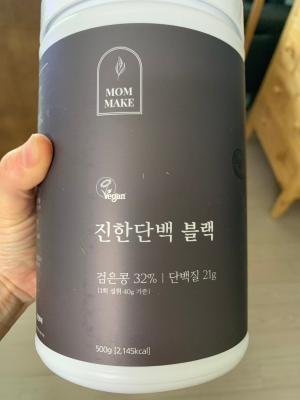 MOM
MAKE
vegan
진한단백 블랙
검은콩 32% | 단백질 21g
[1회 섭취 40g 기준]
500g [2,145kcal]